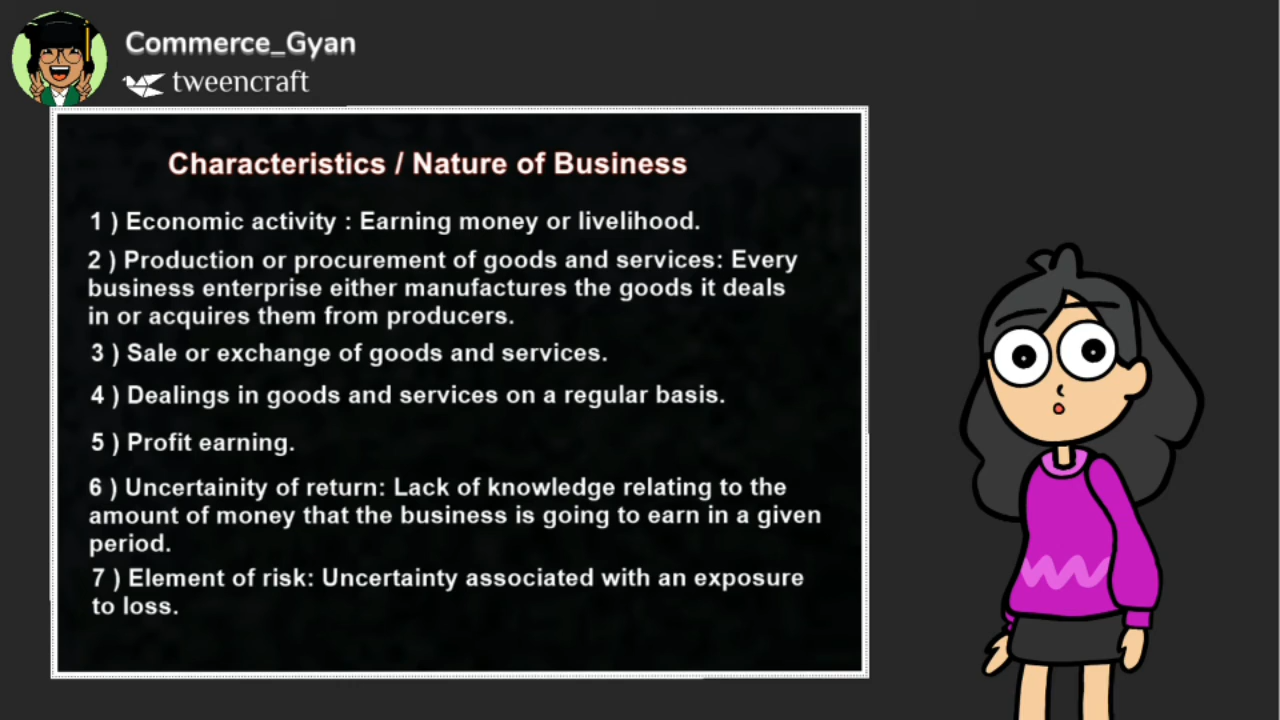 Commerce_Gyan
tweencraft
Characteristics / Nature of Business
1 ) Economic activity : Earning money or livelihood.
2 ) Production or procurement of goods and services: Every
business enterprise either manufactures the goods it deals
in or acquires them from producers.
3 ) Sale or exchange of goods and services.
4 ) Dealings in goods and services on a regular basis.
5 ) Profit earning.
6 ) Uncertainity of return: Lack of knowledge relating to the
amount of money that the business is going to earn in a given
period.
7 ) Element of risk: Uncertainty associated with an exposure
to loss.